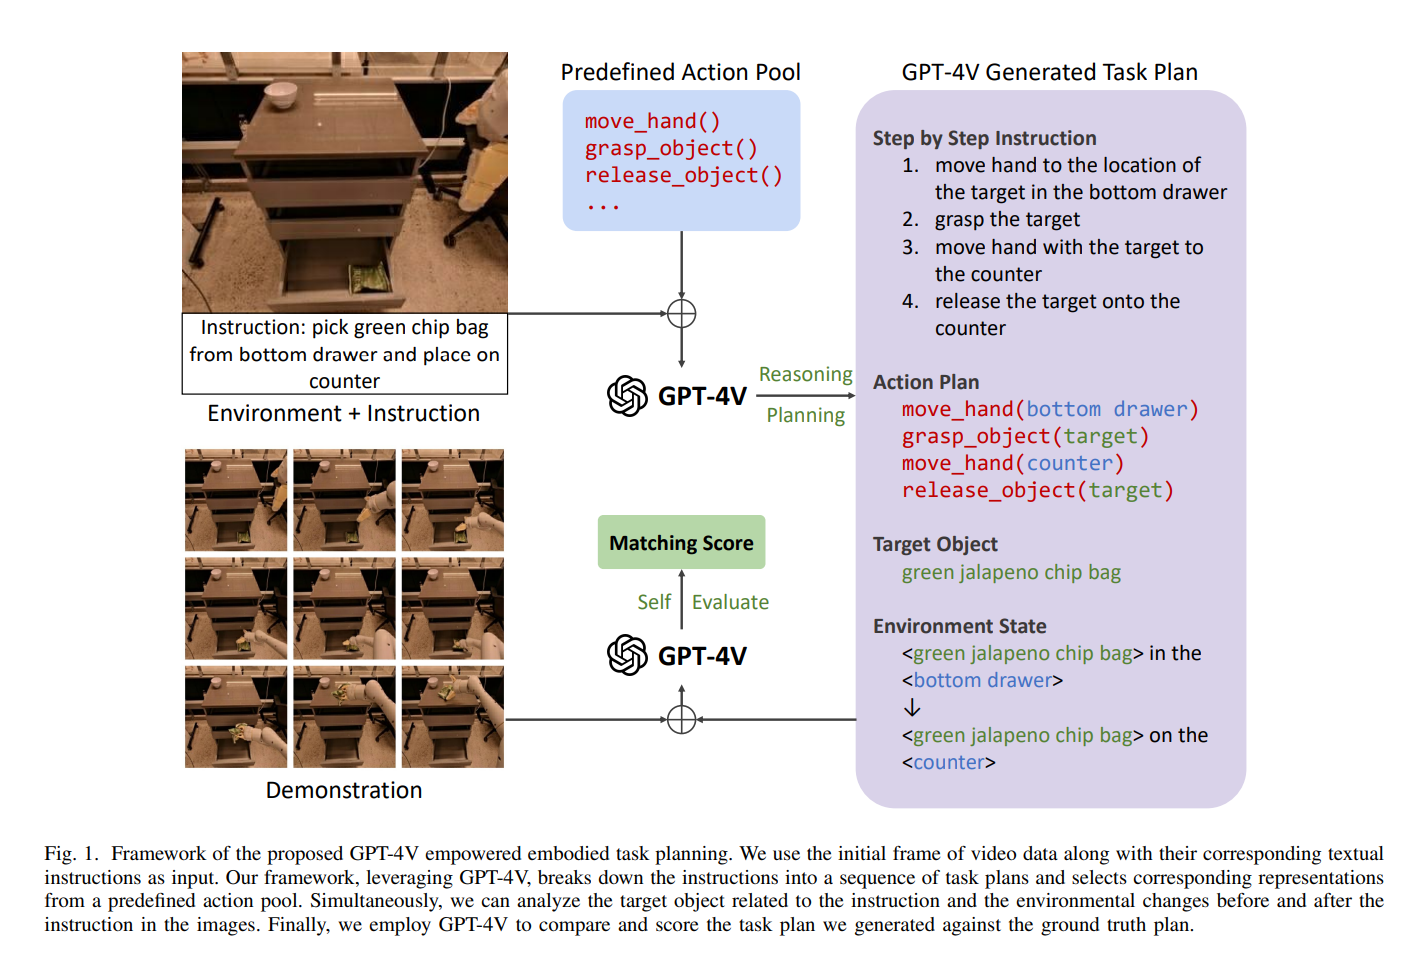 Predefined Action Pool
move_hand()
grasp_object()
release_object()
...
Instruction: pick green chip bag
from bottom drawer and place on
counter
Environment + Instruction
GPT-4V
Reasoning
Planning
GPT-4V Generated Task Plan
Step by Step Instruction
1. move hand to the location of
the target in the bottom drawer
2. grasp the target
3. move hand with the target to
the counter
4. release the target onto the
counter
Action Plan
move_hand(bottom drawer)
grasp_object(target)
move_hand(counter)
release_object(target)
Target Object
green jalapeno chip bag
Environment State
<green jalapeno chip bag> in the
<bottom drawer>
↓
<green jalapeno chip bag> on the
<counter>
Matching Score
Self Evaluate
GPT-4V
Demonstration
Fig. 1. Framework of the proposed GPT-4V empowered embodied task planning. We use the initial frame of video data along with their corresponding textual
instructions as input. Our framework, leveraging GPT-4V, breaks down the instructions into a sequence of task plans and selects corresponding representations
from a predefined action pool. Simultaneously, we can analyze the target object related to the instruction and the environmental changes before and after the
instruction in the images. Finally, we employ GPT-4V to compare and score the task plan we generated against the ground truth plan.